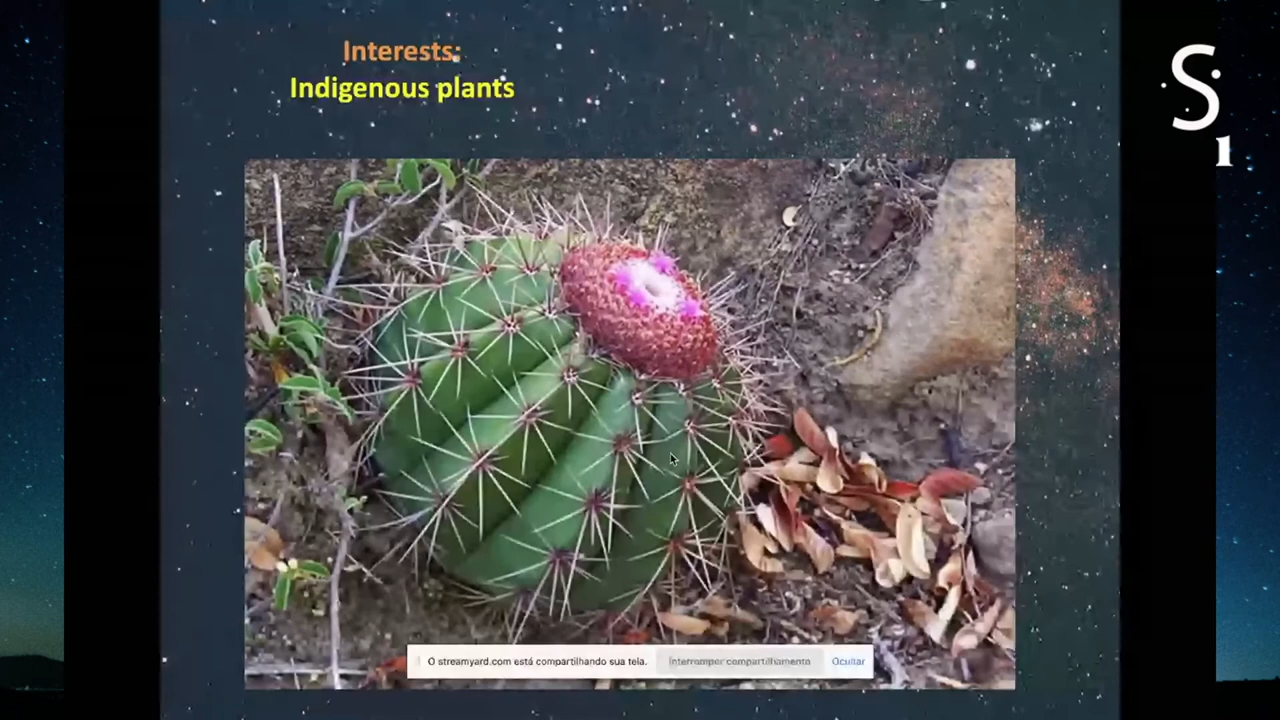 Interests:
Indigenous plants
S
1
O streamyard.com está compartilhando sua tela. Interromper compartilhamento Ocultar